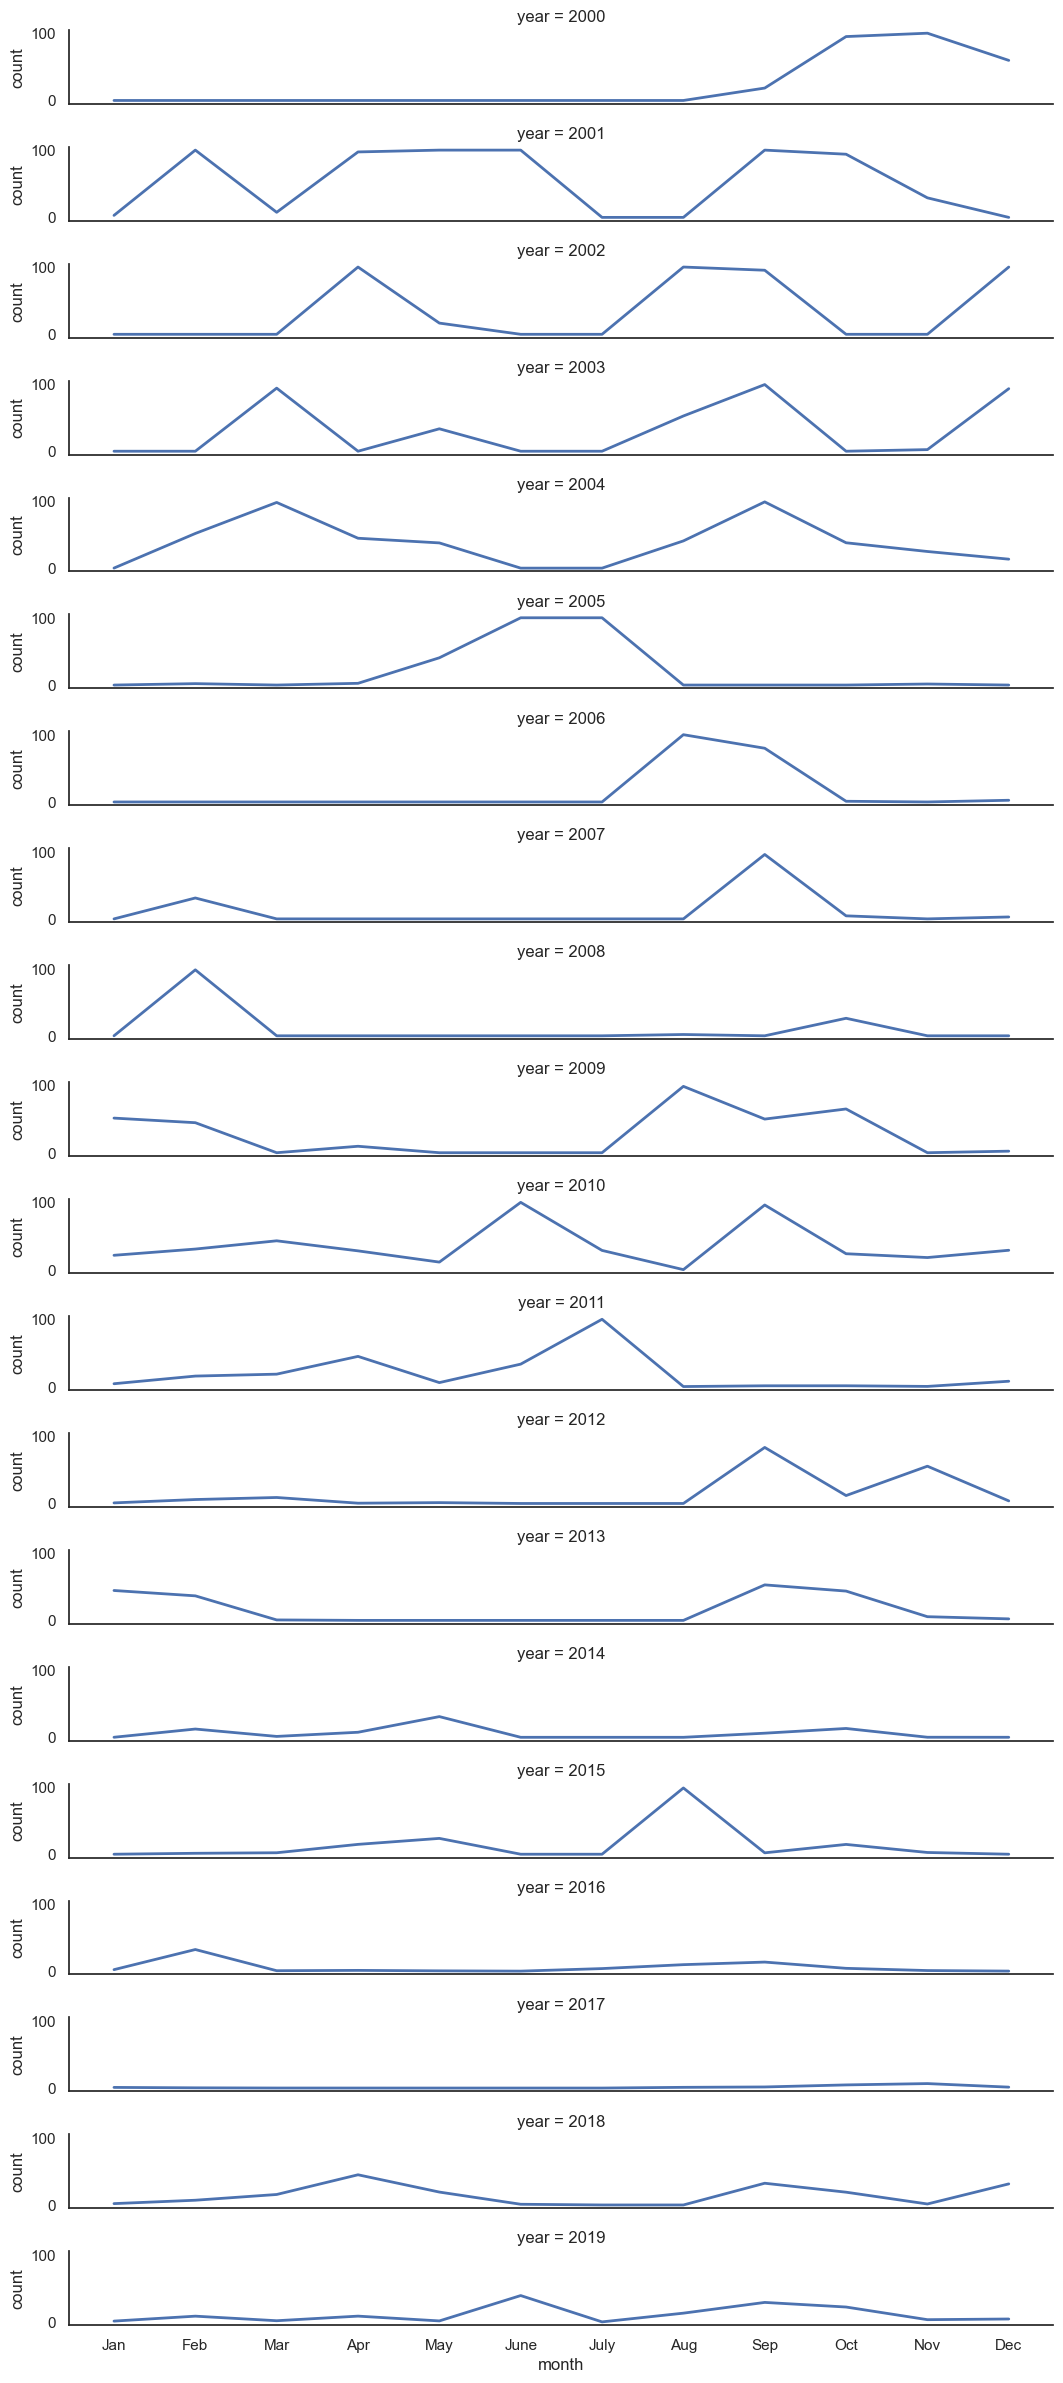 year = 2000
count
100
0
year = 2001
count
100
0
year = 2002
count
100
0
year = 2003
count
100
0
year = 2004
count
100
0
year = 2005
count
100
0
year = 2006
count
100
0
year = 2007
count
100
0
year = 2008
count
100
0
year = 2009
count
100
0
year = 2010
count
100
0
year = 2011
count
100
0
year = 2012
count
100
0
year = 2013
count
100
0
year = 2014
count
100
0
year = 2015
count
100
0
year = 2016
count
100
0
year = 2017
count
100
0
year = 2018
count
100
0
year = 2019
count
100
0
Jan Feb Mar Apr May June July Aug Sep Oct Nov Dec
month